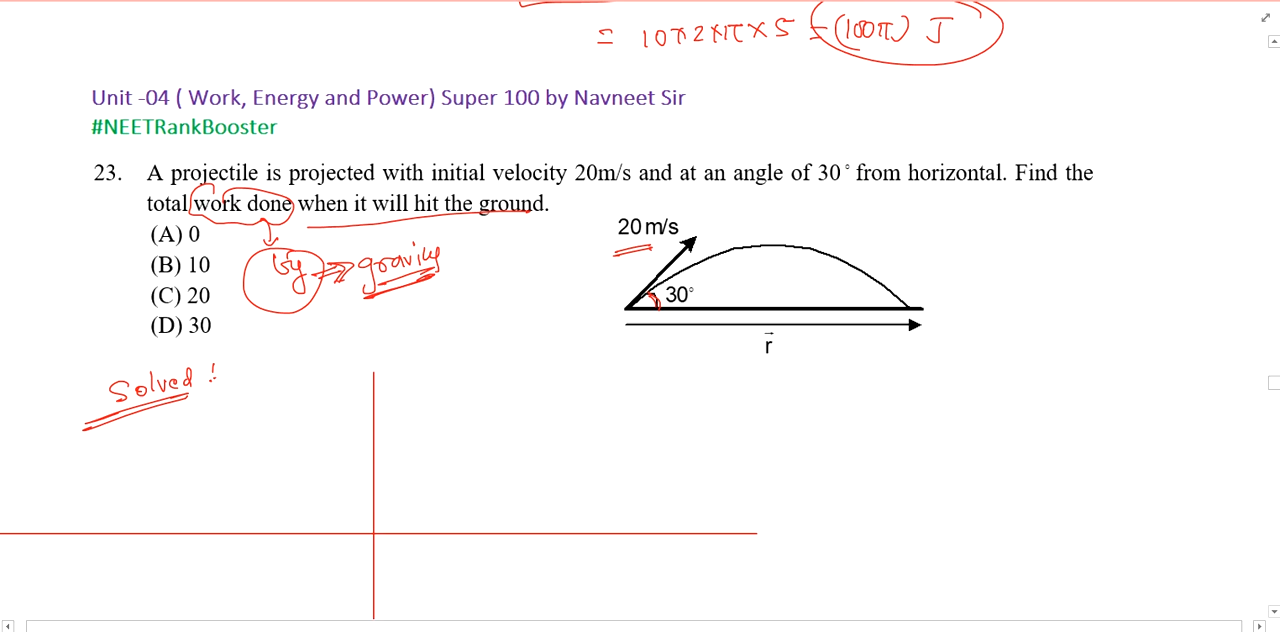 = 10 × 2 × π × 5 = (100π) J
Unit -04 ( Work, Energy and Power) Super 100 by Navneet Sir
#NEETRankBooster
23. A projectile is projected with initial velocity 20m/s and at an angle of 30° from horizontal. Find the
total work done when it will hit the ground.
(A) 0
(B) 10
(C) 20
(D) 30
by ⇒ gravity
20 m/s
30°
r⃗
Solved !